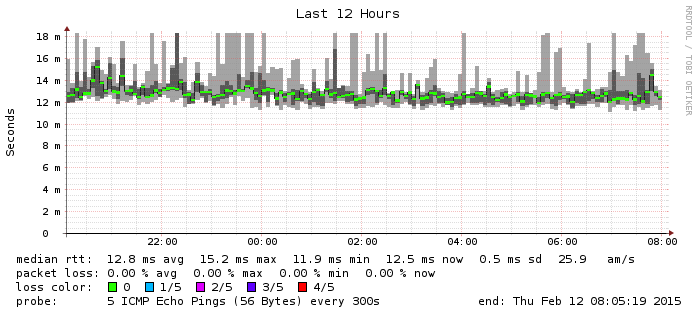 Last 12 Hours
RRDTOOL / TOBI OETIKER
Seconds
18 m
16 m
14 m
12 m
10 m
8 m
6 m
4 m
2 m
0
22:00 00:00 02:00 04:00 06:00 08:00
median rtt: 12.8 ms avg 15.2 ms max 11.9 ms min 12.5 ms now 0.5 ms sd 25.9 am/s
packet loss: 0.00 % avg 0.00 % max 0.00 % min 0.00 % now
loss color: 0 1/5 2/5 3/5 4/5
probe: 5 ICMP Echo Pings (56 Bytes) every 300s end: Thu Feb 12 08:05:19 2015